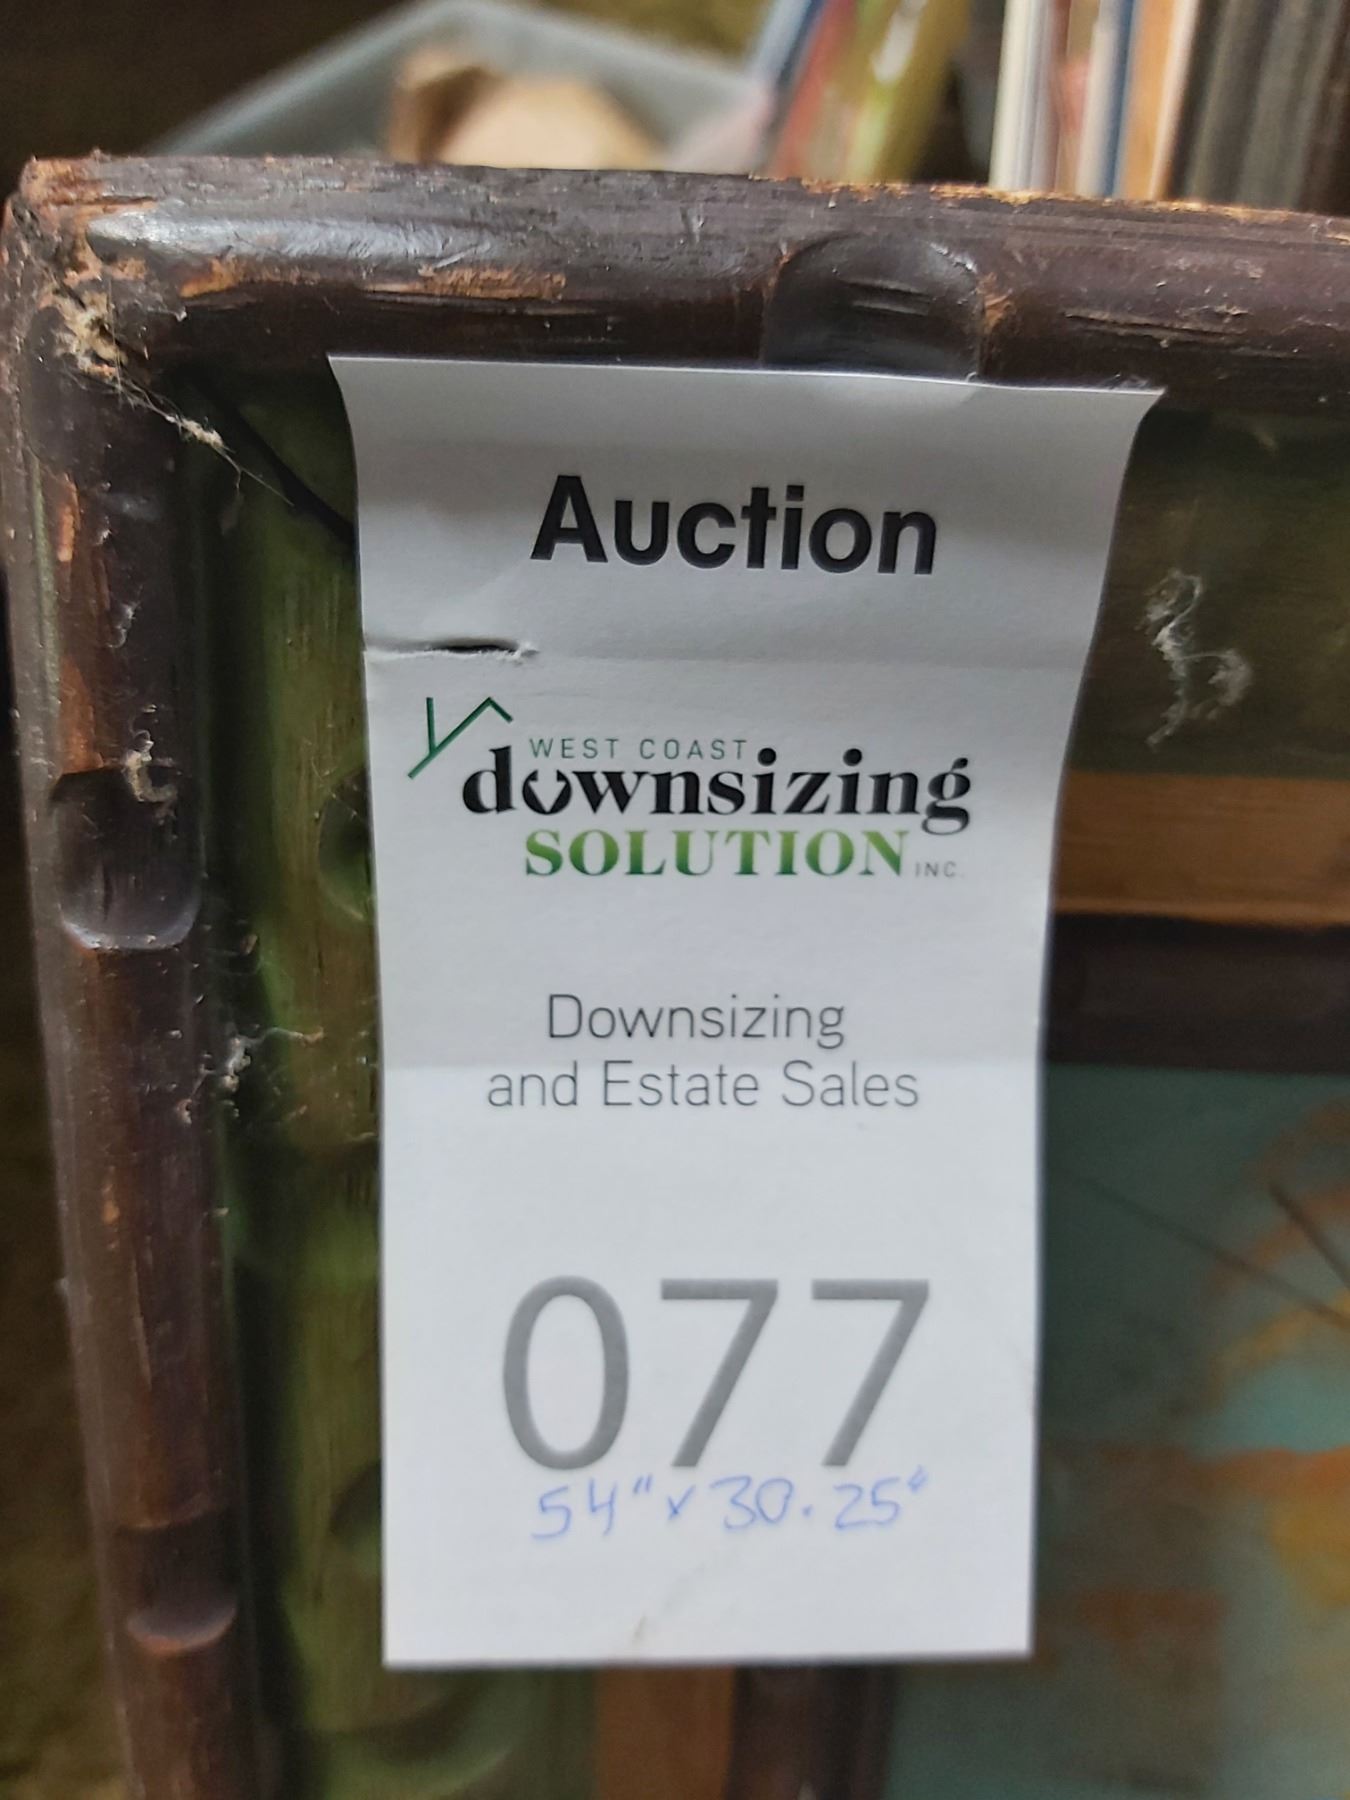 Auction
WEST COAST
downsizing
SOLUTION INC.
Downsizing
and Estate Sales
077
54" x 30.25"